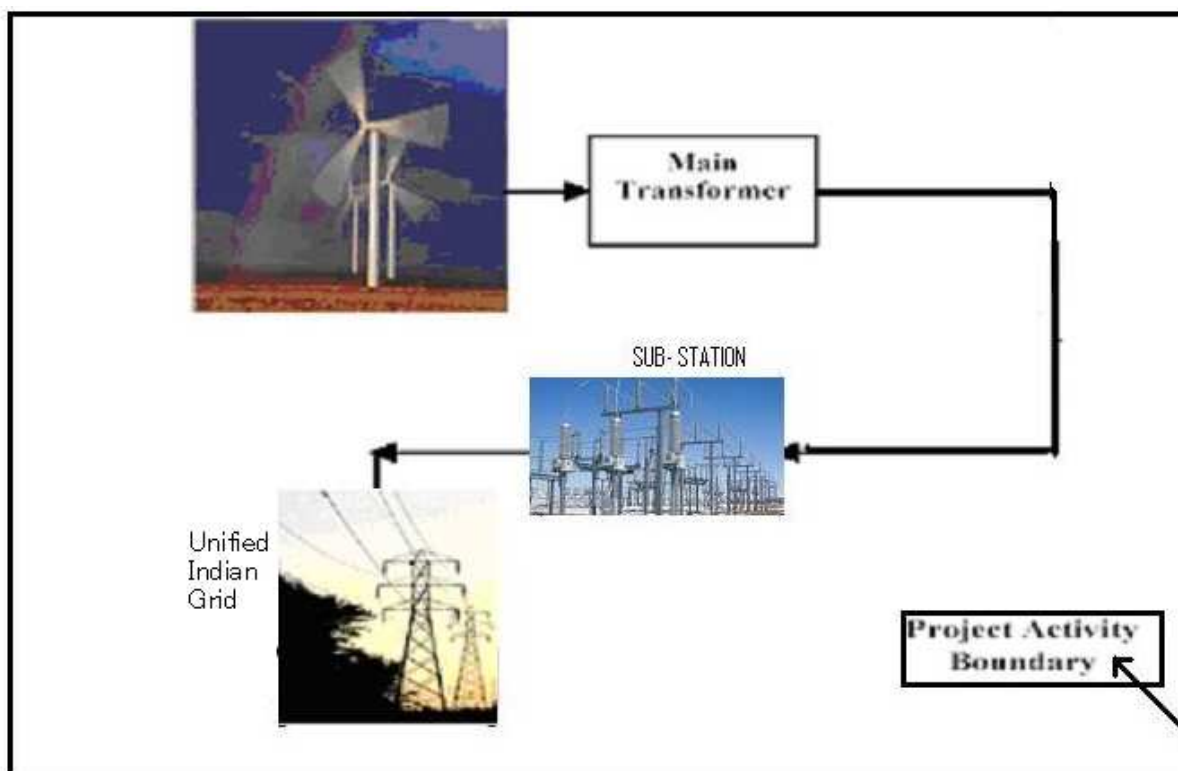 Main
Transformer
SUB-STATION
Unified
Indian
Grid
Project Activity
Boundary